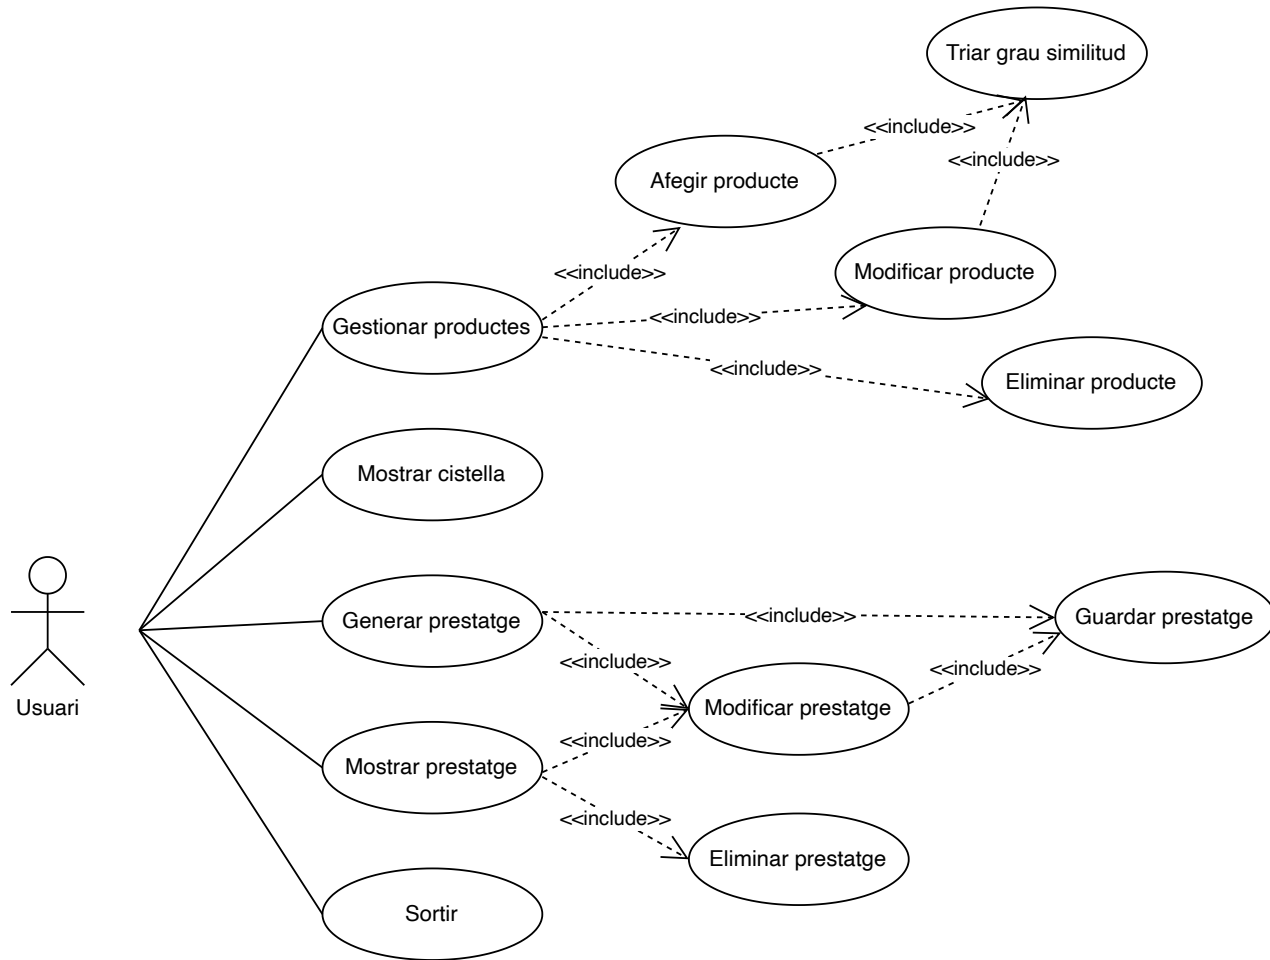 Triar grau similitud
<<include>>
<<include>>
Afegir producte
<<include>>
Modificar producte
<<include>>
Gestionar productes
<<include>>
Eliminar producte
Mostrar cistella
Generar prestatge
<<include>>
Guardar prestatge
<<include>>
<<include>>
Modificar prestatge
Usuari
<<include>>
Mostrar prestatge
<<include>>
Eliminar prestatge
Sortir